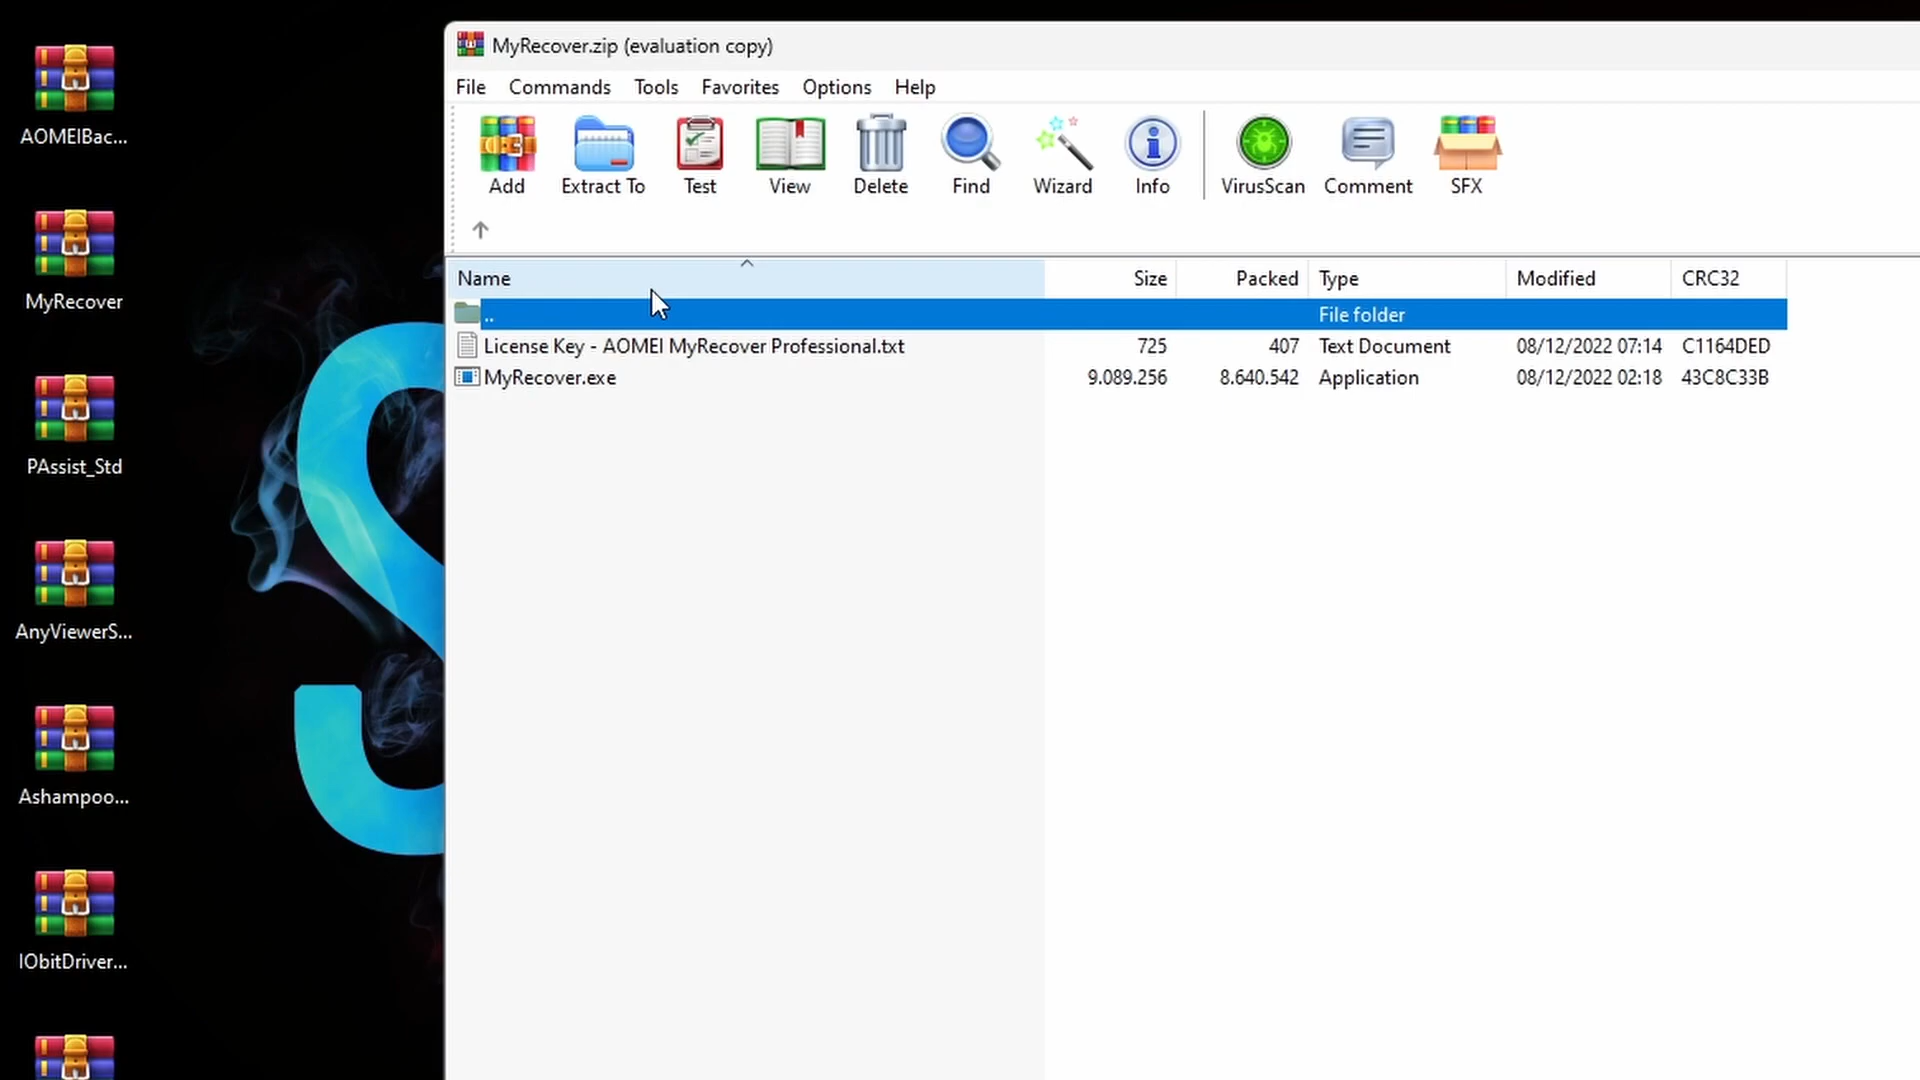 AOMEIBac...
MyRecover
PAssist_Std
AnyViewerS...
Ashampoo...
IObitDriver...
MyRecover.zip (evaluation copy)
File Commands Tools Favorites Options Help
Add Extract To Test View Delete Find Wizard Info VirusScan Comment SFX
Name Size Packed Type Modified CRC32
.. File folder
License Key - AOMEI MyRecover Professional.txt 725 407 Text Document 08/12/2022 07:14 C1164DED
MyRecover.exe 9.089.256 8.640.542 Application 08/12/2022 02:18 43C8C33B